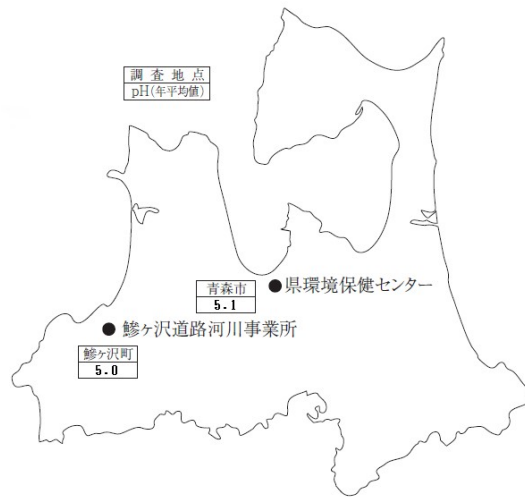 調査地点
pH(年平均値)
青森市
5.1
県環境保健センター
鰺ヶ沢道路河川事業所
鰺ヶ沢町
5.0